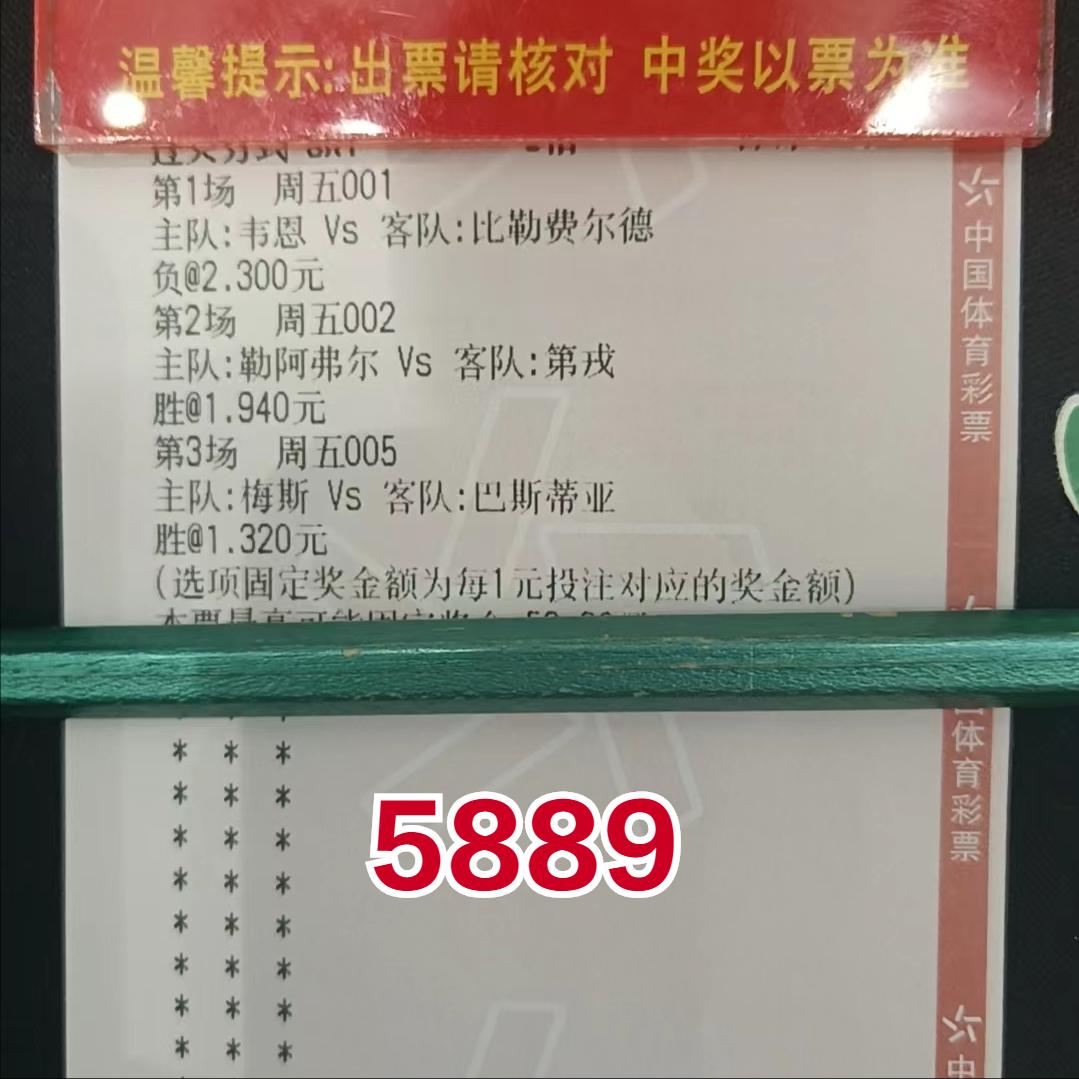 温馨提示:出票请核对 中奖以票为准
第1场 周五001
主队:韦恩 Vs 客队:比勒费尔德
负@2.300元
第2场 周五002
主队:勒阿弗尔 Vs 客队:第戎
胜@1.940元
第3场 周五005
主队:梅斯 Vs 客队:巴斯蒂亚
胜@1.320元
(选项固定奖金额为每1元投注对应的奖金额)
* * *
* * *
* * *
* * *
* * *
* * *
* * *
* * *
5889
中国体育彩票
体育彩票
中